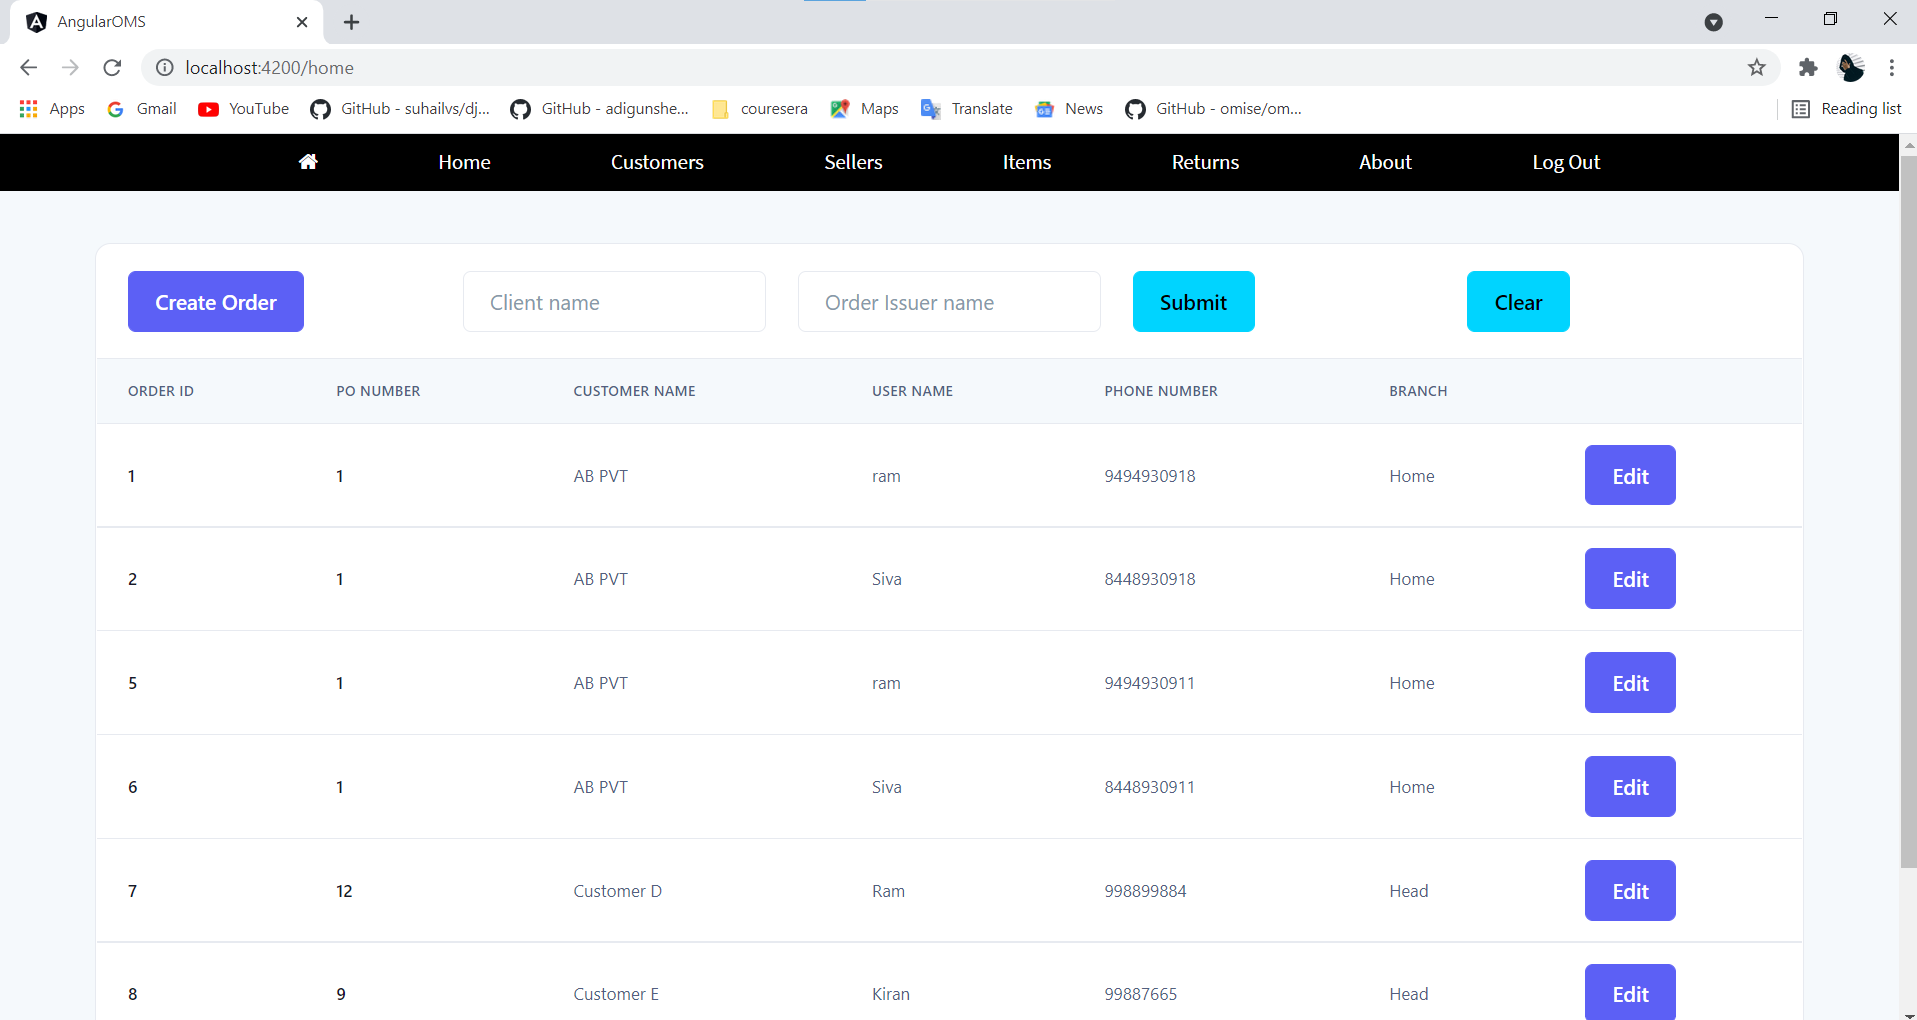 AngularOMS
localhost:4200/home
Apps Gmail YouTube GitHub - suhailvs/dj... GitHub - adigunshe... couresera Maps Translate News GitHub - omise/om... Reading list
Home Customers Sellers Items Returns About Log Out
Create Order Client name Order Issuer name Submit Clear
ORDER ID PO NUMBER CUSTOMER NAME USER NAME PHONE NUMBER BRANCH
1 1 AB PVT ram 9494930918 Home Edit
2 1 AB PVT Siva 8448930918 Home Edit
5 1 AB PVT ram 9494930911 Home Edit
6 1 AB PVT Siva 8448930911 Home Edit
7 12 Customer D Ram 998899884 Head Edit
8 9 Customer E Kiran 99887665 Head Edit